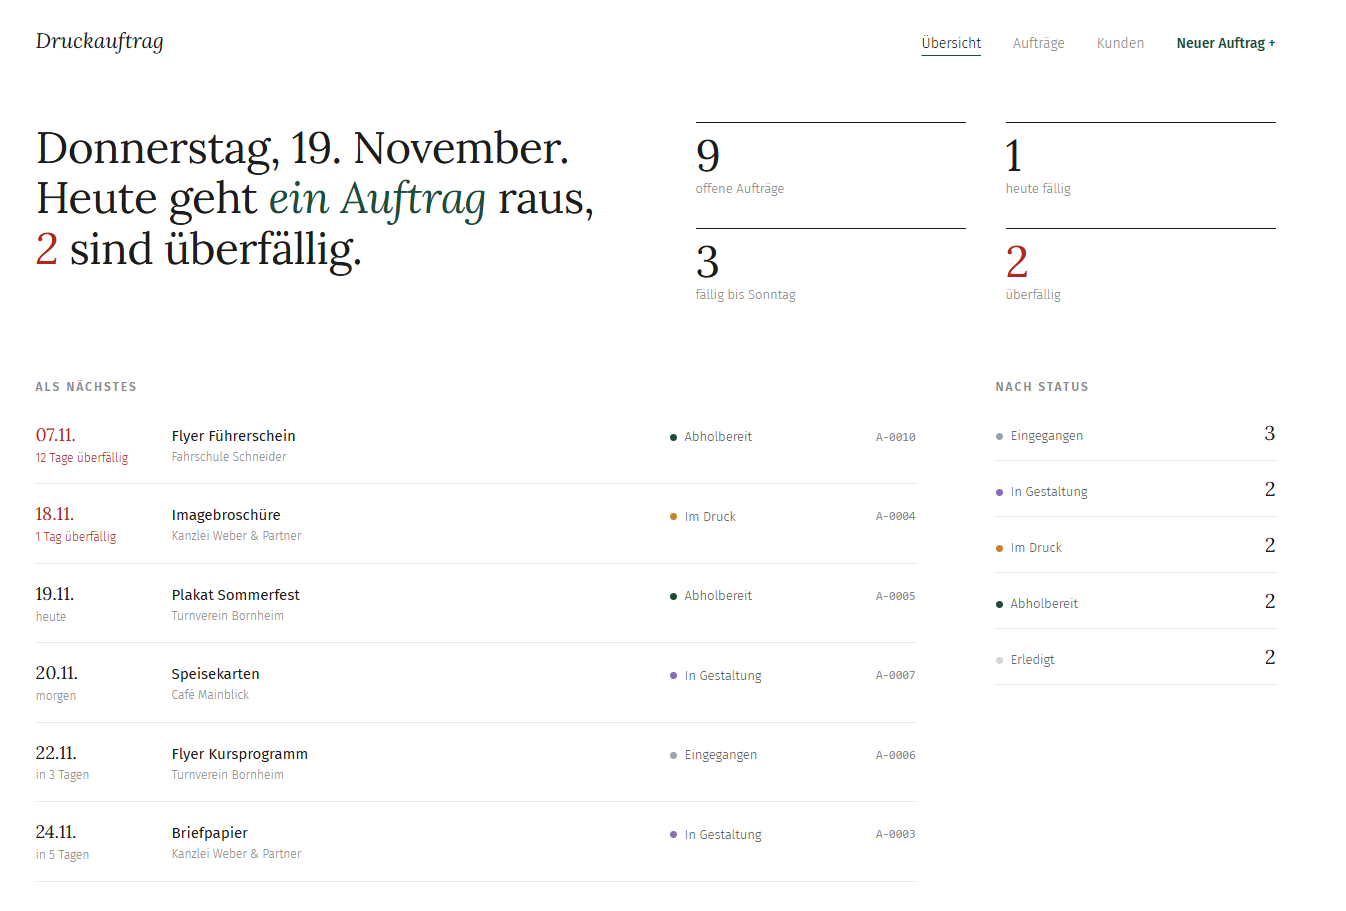 Druckauftrag
Übersicht Aufträge Kunden Neuer Auftrag +
Donnerstag, 19. November.
Heute geht ein Auftrag raus,
2 sind überfällig.
9
offene Aufträge
1
heute fällig
3
fällig bis Sonntag
2
überfällig
ALS NÄCHSTES
07.11.
12 Tage überfällig
Flyer Führerschein
Fahrschule Schneider
Abholbereit
A-0010
18.11.
1 Tag überfällig
Imagebroschüre
Kanzlei Weber & Partner
Im Druck
A-0004
19.11.
heute
Plakat Sommerfest
Turnverein Bornheim
Abholbereit
A-0005
20.11.
morgen
Speisekarten
Café Mainblick
In Gestaltung
A-0007
22.11.
in 3 Tagen
Flyer Kursprogramm
Turnverein Bornheim
Eingegangen
A-0006
24.11.
in 5 Tagen
Briefpapier
Kanzlei Weber & Partner
In Gestaltung
A-0003
NACH STATUS
Eingegangen 3
In Gestaltung 2
Im Druck 2
Abholbereit 2
Erledigt 2